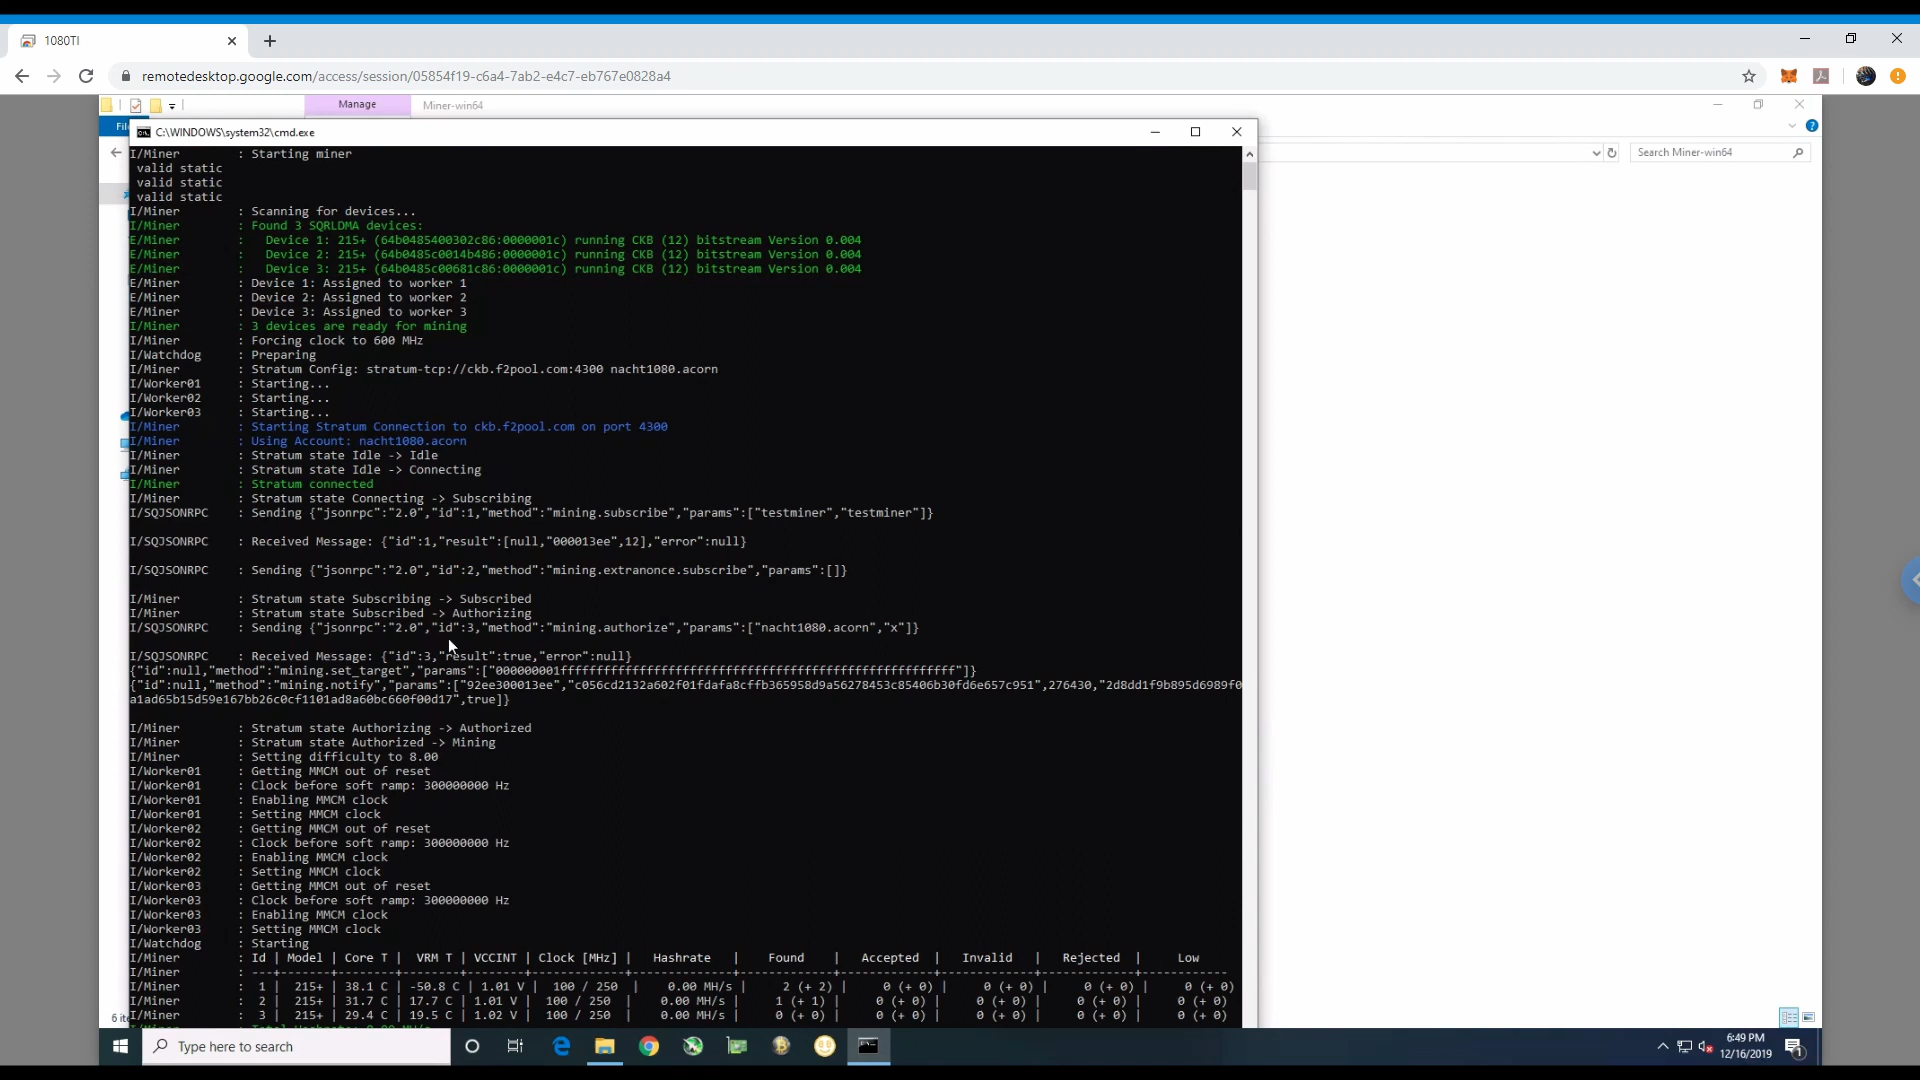 1080TI
remotedesktop.google.com/access/session/05854f19-c6a4-7ab2-e4c7-eb767e0828a4
Manage
Miner-win64
Fil
C:\WINDOWS\system32\cmd.exe
Search Miner-win64
I/Miner : Starting miner
valid static
valid static
valid static
I/Miner : Scanning for devices...
I/Miner : Found 3 SQRLDMA devices:
E/Miner : Device 1: 215+ (64b0485400302c86:0000001c) running CKB (12) bitstream Version 0.004
E/Miner : Device 2: 215+ (64b0485c0014b486:0000001c) running CKB (12) bitstream Version 0.004
E/Miner : Device 3: 215+ (64b0485c00681c86:0000001c) running CKB (12) bitstream Version 0.004
E/Miner : Device 1: Assigned to worker 1
E/Miner : Device 2: Assigned to worker 2
E/Miner : Device 3: Assigned to worker 3
I/Miner : 3 devices are ready for mining
I/Miner : Forcing clock to 600 MHz
I/Watchdog : Preparing
I/Miner : Stratum Config: stratum-tcp://ckb.f2pool.com:4300 nacht1080.acorn
I/Worker01 : Starting...
I/Worker02 : Starting...
I/Worker03 : Starting...
I/Miner : Starting Stratum Connection to ckb.f2pool.com on port 4300
I/Miner : Using Account: nacht1080.acorn
I/Miner : Stratum state Idle -> Idle
I/Miner : Stratum state Idle -> Connecting
I/Miner : Stratum connected
I/Miner : Stratum state Connecting -> Subscribing
I/SQJSONRPC : Sending {"jsonrpc":"2.0","id":1,"method":"mining.subscribe","params":["testminer","testminer"]}
I/SQJSONRPC : Received Message: {"id":1,"result":[null,"000013ee",12],"error":null}
I/SQJSONRPC : Sending {"jsonrpc":"2.0","id":2,"method":"mining.extranonce.subscribe","params":[]}
I/Miner : Stratum state Subscribing -> Subscribed
I/Miner : Stratum state Subscribed -> Authorizing
I/SQJSONRPC : Sending {"jsonrpc":"2.0","id":3,"method":"mining.authorize","params":["nacht1080.acorn","x"]}
I/SQJSONRPC : Received Message: {"id":3,"result":true,"error":null}
{"id":null,"method":"mining.set_target","params":["000000001fffffffffffffffffffffffffffffffffffffffffffffffffffffff"]}
{"id":null,"method":"mining.notify","params":["92ee300013ee","c056cd2132a602f01fdafa8cffb365958d9a56278453c85406b30fd6e657c951",276430,"2d8dd1f9b895d6989f0
a1ad65b15d59e167bb26c0cf1101ad8a60bc660f00d17",true]}
I/Miner : Stratum state Authorizing -> Authorized
I/Miner : Stratum state Authorized -> Mining
I/Miner : Setting difficulty to 8.00
I/Worker01 : Getting MMCM out of reset
I/Worker01 : Clock before soft ramp: 300000000 Hz
I/Worker01 : Enabling MMCM clock
I/Worker01 : Setting MMCM clock
I/Worker02 : Getting MMCM out of reset
I/Worker02 : Clock before soft ramp: 300000000 Hz
I/Worker02 : Enabling MMCM clock
I/Worker02 : Setting MMCM clock
I/Worker03 : Getting MMCM out of reset
I/Worker03 : Clock before soft ramp: 300000000 Hz
I/Worker03 : Enabling MMCM clock
I/Worker03 : Setting MMCM clock
I/Watchdog : Starting
I/Miner : Id | Model | Core T | VRM T | VCCINT | Clock [MHz] | Hashrate | Found | Accepted | Invalid | Rejected | Low
I/Miner : ---+-------+--------+--------+--------+-------------+--------------+-------------+-------------+-------------+-------------+------------
I/Miner : 1 | 215+ | 38.1 C | -50.8 C | 1.01 V | 100 / 250 | 0.00 MH/s | 2 (+ 2) | 0 (+ 0) | 0 (+ 0) | 0 (+ 0) | 0 (+ 0)
I/Miner : 2 | 215+ | 31.7 C | 17.7 C | 1.01 V | 100 / 250 | 0.00 MH/s | 1 (+ 1) | 0 (+ 0) | 0 (+ 0) | 0 (+ 0) | 0 (+ 0)
I/Miner : 3 | 215+ | 29.4 C | 19.5 C | 1.02 V | 100 / 250 | 0.00 MH/s | 0 (+ 0) | 0 (+ 0) | 0 (+ 0) | 0 (+ 0) | 0 (+ 0)
6 ite
Type here to search
6:49 PM
12/16/2019
1